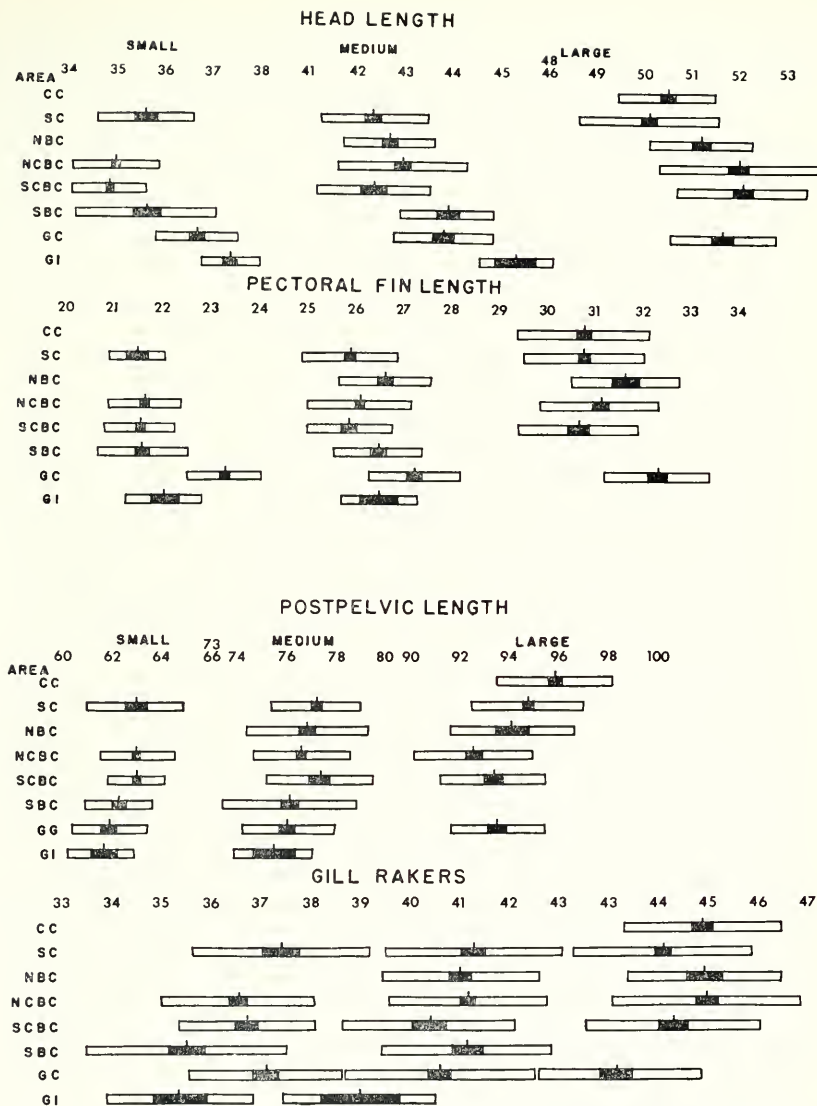 HEAD LENGTH
SMALL MEDIUM LARGE
34 35 36 37 38 41 42 43 44 45 48 46 49 50 51 52 53
AREA
CC
SC
NBC
NCBC
SCBC
SBC
GC
GI
PECTORAL FIN LENGTH
20 21 22 23 24 25 26 27 28 29 30 31 32 33 34
CC
SC
NBC
NCBC
SCBC
SBC
GC
GI
POSTPELVIC LENGTH
SMALL MEDIUM LARGE
60 62 64 73 66 74 76 78 80 90 92 94 96 98 100
AREA
CC
SC
NBC
NCBC
SCBC
SBC
GG
GI
GILL RAKERS
33 34 35 36 37 38 39 40 41 42 43 44 45 46 47
CC
SC
NBC
NCBC
SCBC
SBC
GC
GI